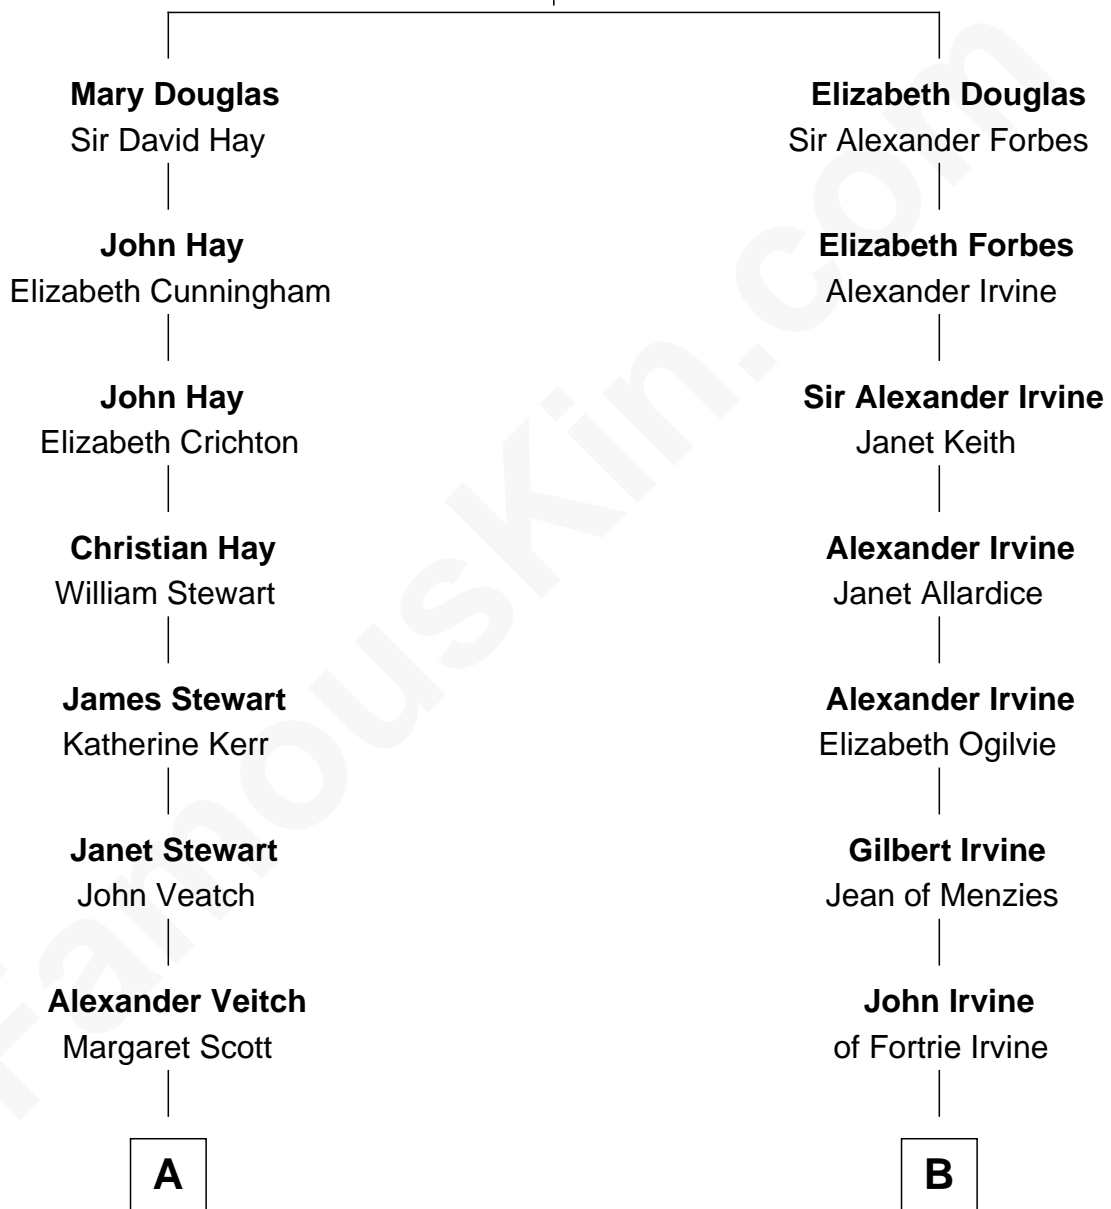 Mary Douglas
Sir David Hay
John Hay
Elizabeth Cunningham
John Hay
Elizabeth Crichton
Christian Hay
William Stewart
James Stewart
Katherine Kerr
Janet Stewart
John Veatch
Alexander Veitch
Margaret Scott
A
Elizabeth Douglas
Sir Alexander Forbes
Elizabeth Forbes
Alexander Irvine
Sir Alexander Irvine
Janet Keith
Alexander Irvine
Janet Allardice
Alexander Irvine
Elizabeth Ogilvie
Gilbert Irvine
Jean of Menzies
John Irvine
of Fortrie Irvine
B
FamousKin.com